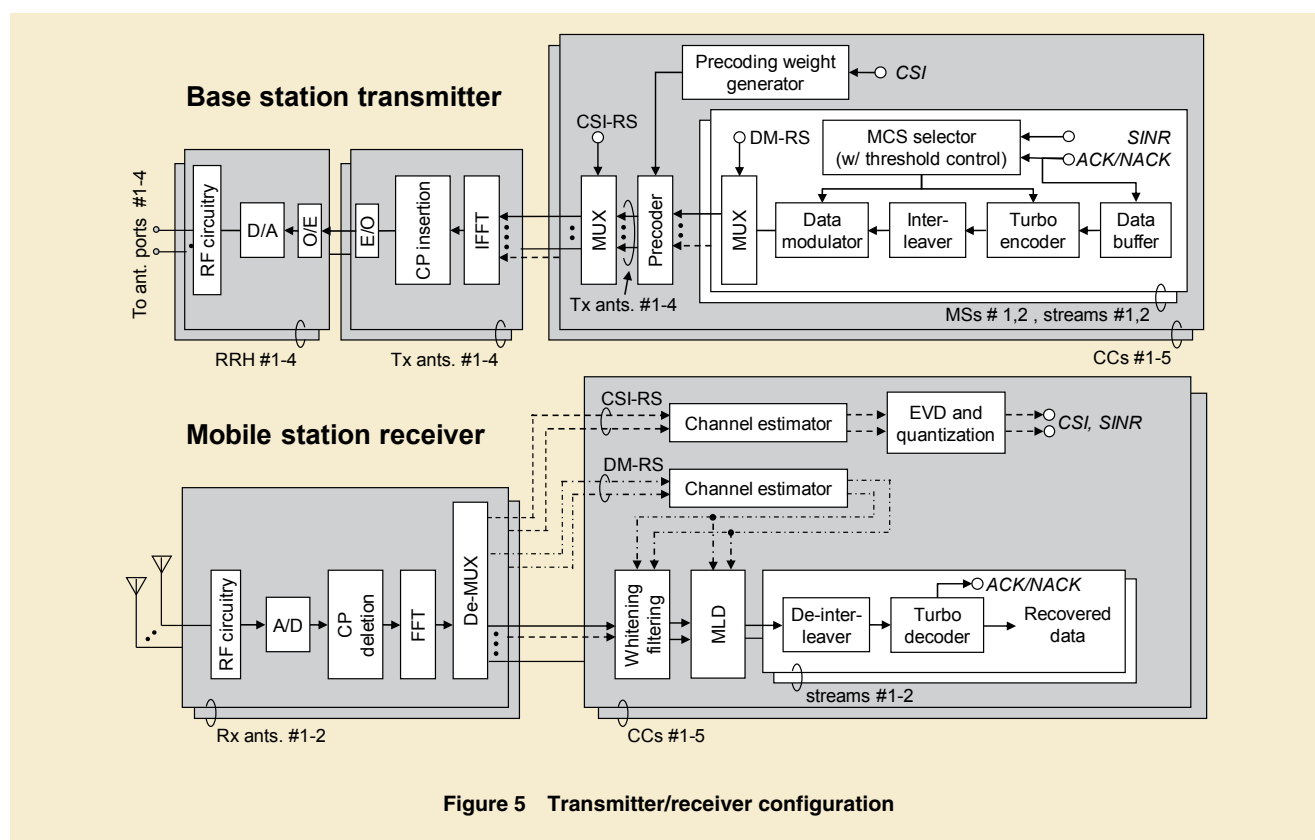 Base station transmitter
Precoding weight
generator
CSI
CSI-RS
DM-RS
MCS selector
(w/ threshold control)
SINR
ACK/NACK
To ant. ports #1-4
RF circuitry
D/A
O/E
E/O
CP insertion
IFFT
MUX
Precoder
MUX
Data
modulator
Inter-
leaver
Turbo
encoder
Data
buffer
Tx ants. #1-4
MSs # 1,2 , streams #1,2
RRH #1-4
Tx ants. #1-4
CCs #1-5
Mobile station receiver
CSI-RS
Channel estimator
EVD and
quantization
CSI, SINR
DM-RS
Channel estimator
RF circuitry
A/D
CP
deletion
FFT
De-MUX
Whitening
filtering
MLD
De-inter-
leaver
Turbo
decoder
ACK/NACK
Recovered
data
streams #1-2
Rx ants. #1-2
CCs #1-5
Figure 5 Transmitter/receiver configuration